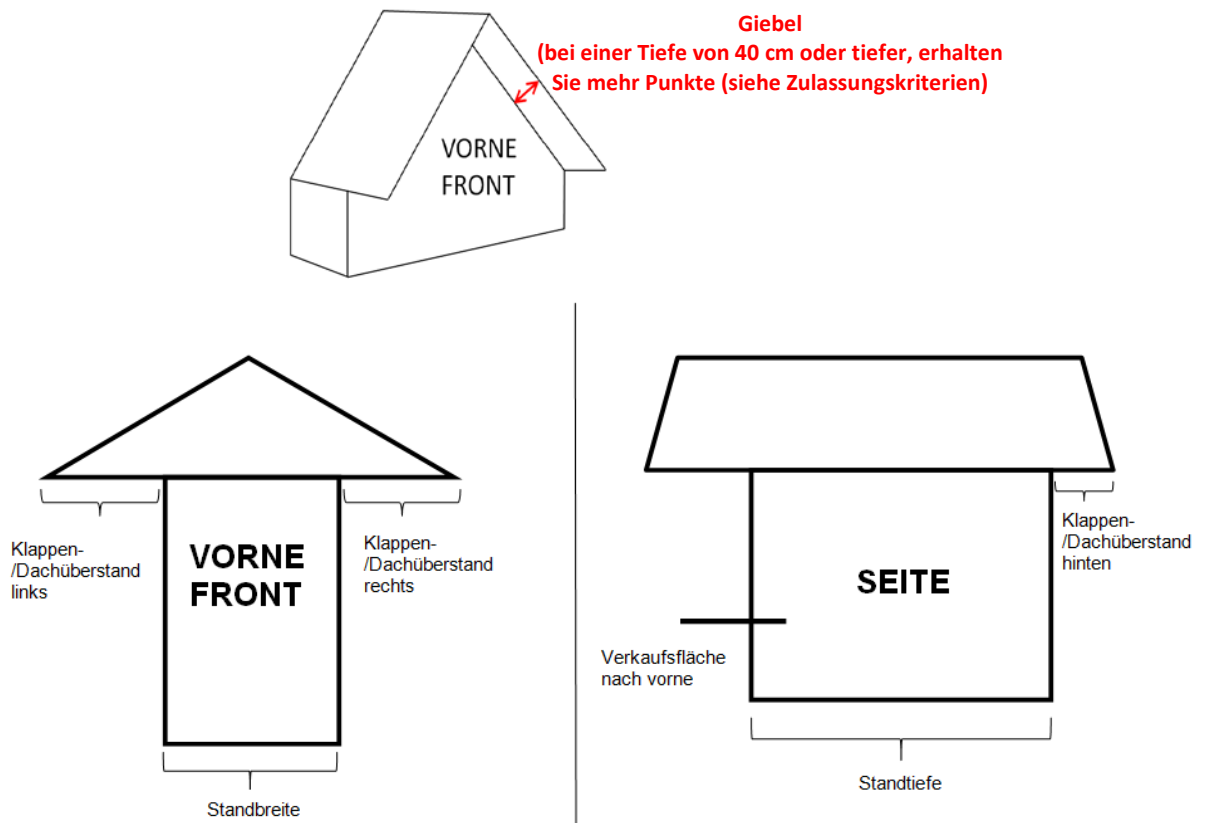 Giebel
(bei einer Tiefe von 40 cm oder tiefer, erhalten
Sie mehr Punkte (siehe Zulassungskriterien)
VORNE
FRONT
Klappen-
/Dachüberstand
links
VORNE
FRONT
Klappen-
/Dachüberstand
rechts
Standbreite
SEITE
Klappen-
/Dachüberstand
hinten
Verkaufsfläche
nach vorne
Standtiefe